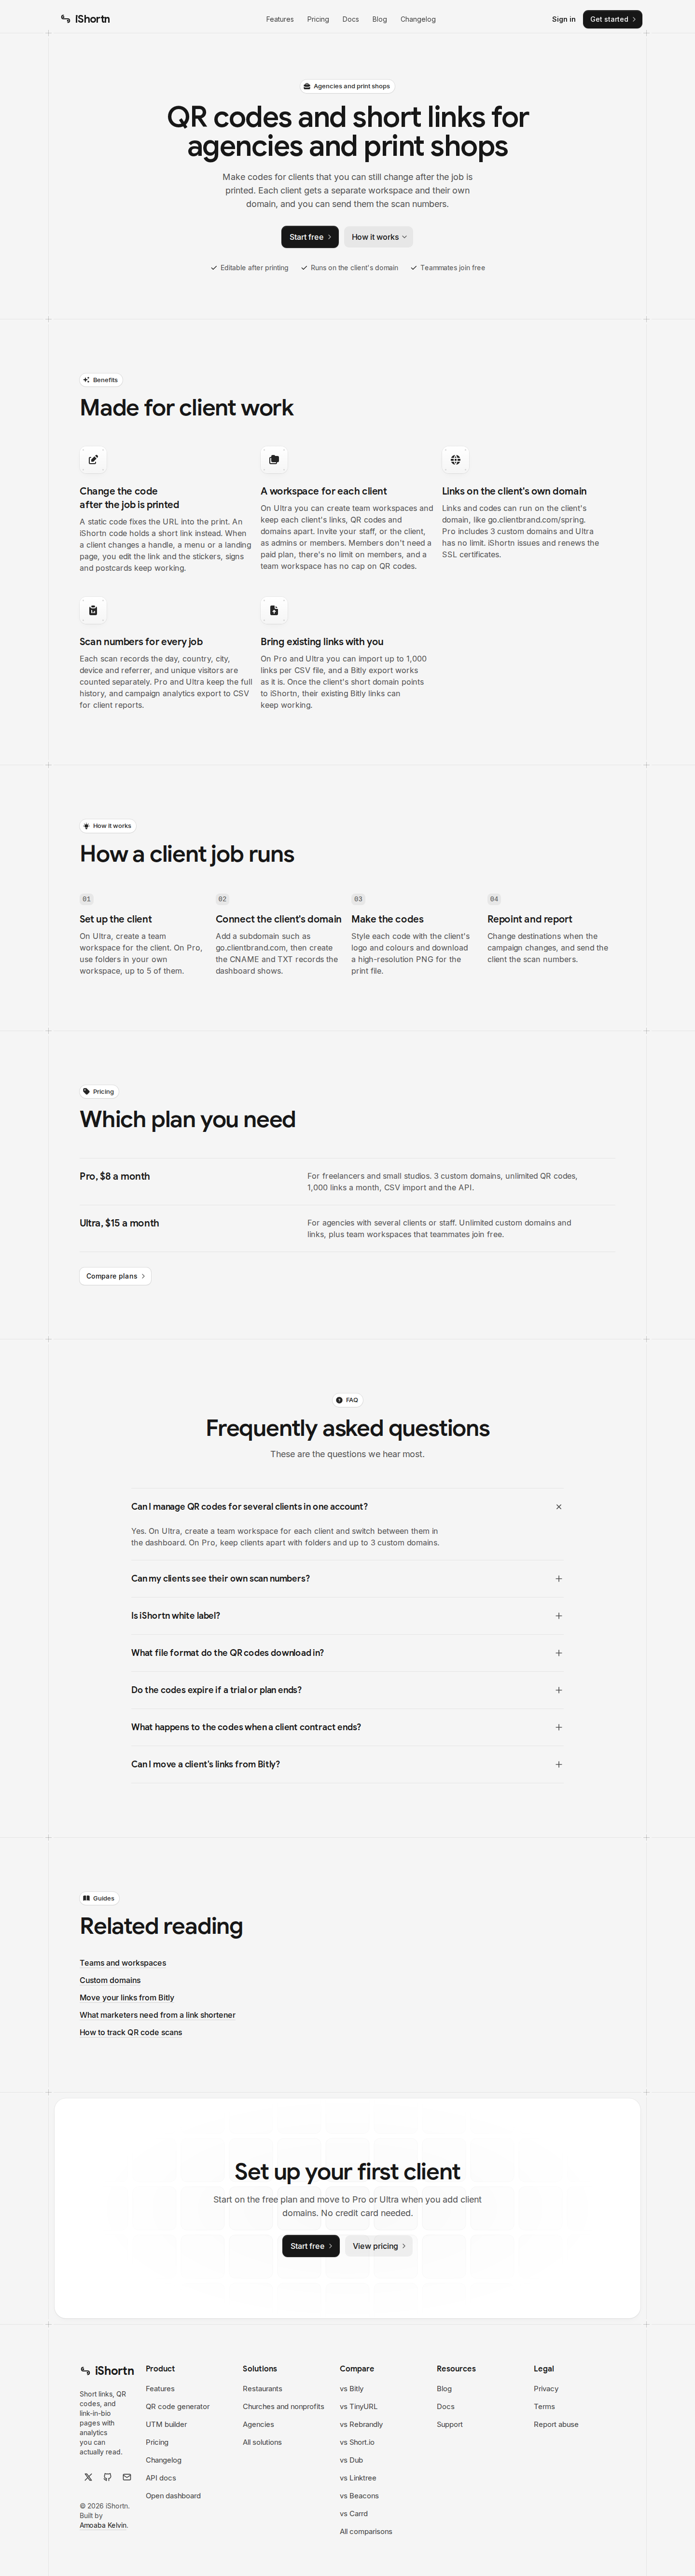 iShortn
Features
Pricing
Docs
Blog
Changelog
Sign in
Get started
Agencies and print shops
QR codes and short links for
agencies and print shops
Make codes for clients that you can still change after the job is
printed. Each client gets a separate workspace and their own
domain, and you can send them the scan numbers.
Start free
How it works
Editable after printing
Runs on the client's domain
Teammates join free
Benefits
Made for client work
Change the code
after the job is printed
A static code fixes the URL into the print. An
iShortn code holds a short link instead. When
a client changes a handle, a menu or a landing
page, you edit the link and the stickers, signs
and postcards keep working.
A workspace for each client
On Ultra you can create team workspaces and
keep each client's links, QR codes and
domains apart. Invite your staff, or the client,
as admins or members. Members don't need a
paid plan, there's no limit on members, and a
team workspace has no cap on QR codes.
Links on the client's own domain
Links and codes can run on the client's
domain, like go.clientbrand.com/spring.
Pro includes 3 custom domains and Ultra
has no limit. iShortn issues and renews the
SSL certificates.
Scan numbers for every job
Each scan records the day, country, city,
device and referrer, and unique visitors are
counted separately. Pro and Ultra keep the full
history, and campaign analytics export to CSV
for client reports.
Bring existing links with you
On Pro and Ultra you can import up to 1,000
links per CSV file, and a Bitly export works
as it is. Once the client's short domain points
to iShortn, their existing Bitly links can
keep working.
How it works
How a client job runs
01
Set up the client
On Ultra, create a team
workspace for the client. On Pro,
use folders in your own
workspace, up to 5 of them.
02
Connect the client's domain
Add a subdomain such as
go.clientbrand.com, then create
the CNAME and TXT records the
dashboard shows.
03
Make the codes
Style each code with the client's
logo and colours and download
a high-resolution PNG for the
print file.
04
Repoint and report
Change destinations when the
campaign changes, and send the
client the scan numbers.
Pricing
Which plan you need
Pro, $8 a month
For freelancers and small studios. 3 custom domains, unlimited QR codes,
1,000 links a month, CSV import and the API.
Ultra, $15 a month
For agencies with several clients or staff. Unlimited custom domains and
links, plus team workspaces that teammates join free.
Compare plans
FAQ
Frequently asked questions
These are the questions we hear most.
Can I manage QR codes for several clients in one account?
Yes. On Ultra, create a team workspace for each client and switch between them in
the dashboard. On Pro, keep clients apart with folders and up to 3 custom domains.
Can my clients see their own scan numbers?
Is iShortn white label?
What file format do the QR codes download in?
Do the codes expire if a trial or plan ends?
What happens to the codes when a client contract ends?
Can I move a client's links from Bitly?
Guides
Related reading
Teams and workspaces
Custom domains
Move your links from Bitly
What marketers need from a link shortener
How to track QR code scans
Set up your first client
Start on the free plan and move to Pro or Ultra when you add client
domains. No credit card needed.
Start free
View pricing
iShortn
Short links, QR
codes, and
link-in-bio
pages with
analytics
you can
actually read.
© 2026 iShortn.
Built by
Amoaba Kelvin.
Product
Features
QR code generator
UTM builder
Pricing
Changelog
API docs
Open dashboard
Solutions
Restaurants
Churches and nonprofits
Agencies
All solutions
Compare
vs Bitly
vs TinyURL
vs Rebrandly
vs Short.io
vs Dub
vs Linktree
vs Beacons
vs Carrd
All comparisons
Resources
Blog
Docs
Support
Legal
Privacy
Terms
Report abuse